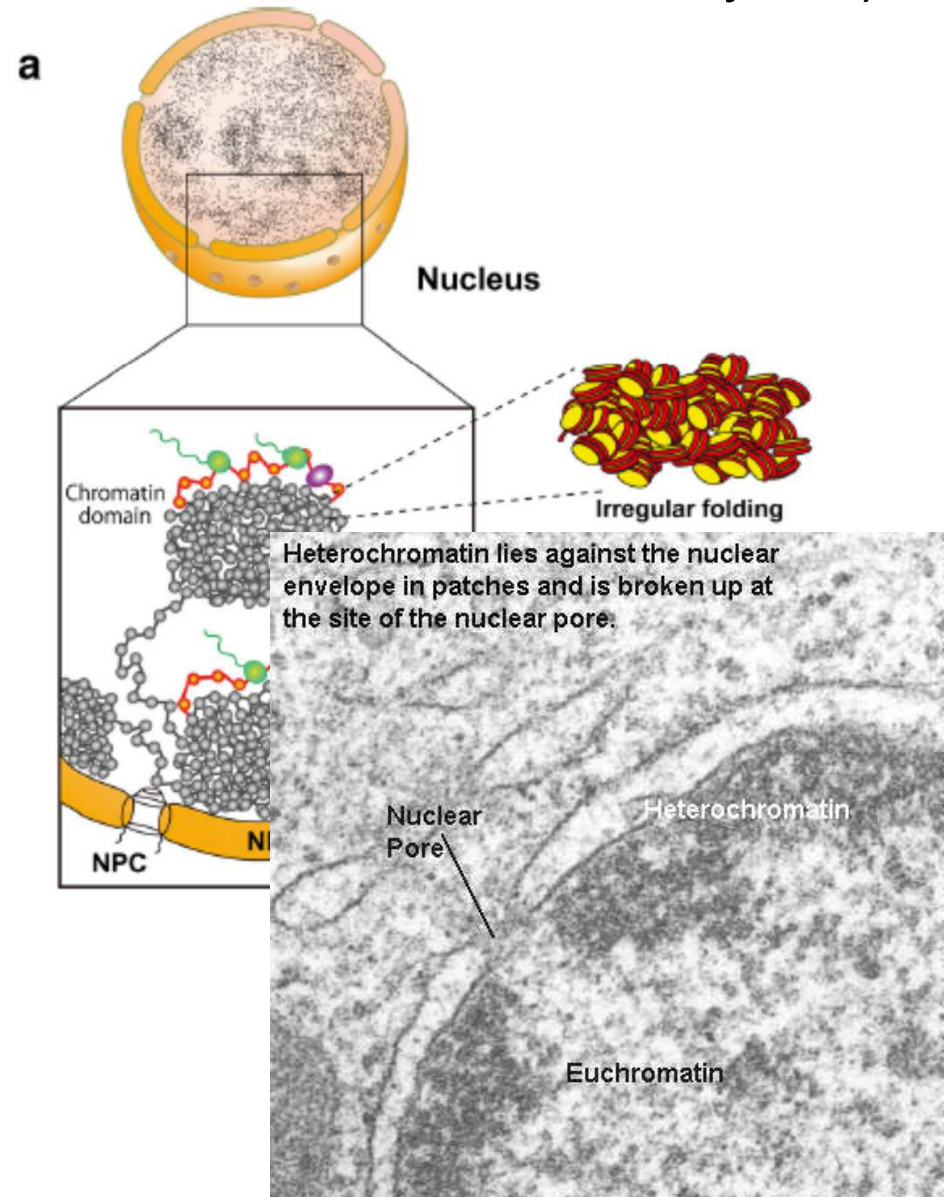 a
Nucleus
Chromatin
domain
Irregular folding
Heterochromatin lies against the nuclear
envelope in patches and is broken up at
the site of the nuclear pore.
Nuclear
Pore
Heterochromatin
NPC
Euchromatin